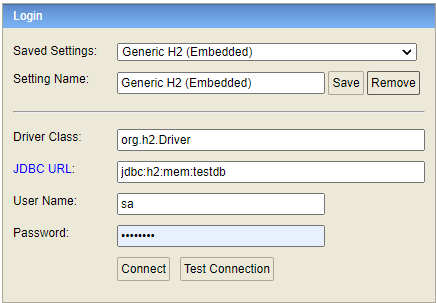 Login
Saved Settings: Generic H2 (Embedded)
Setting Name: Generic H2 (Embedded) Save Remove
Driver Class: org.h2.Driver
JDBC URL: jdbc:h2:mem:testdb
User Name: sa
Password: ••••••••
Connect Test Connection